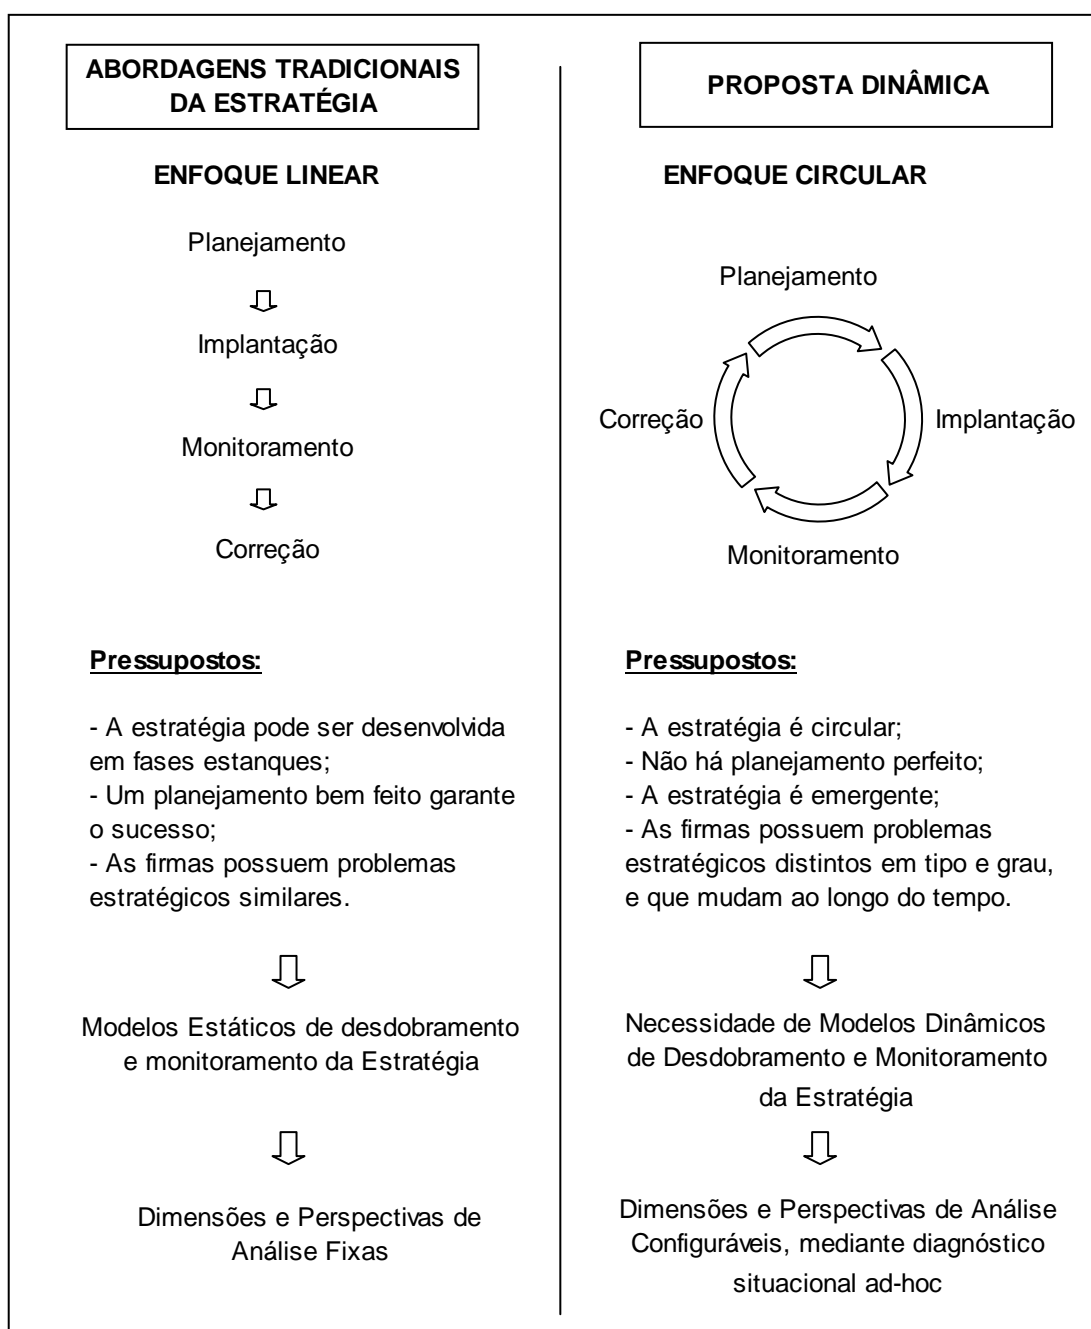 ABORDAGENS TRADICIONAIS
DA ESTRATÉGIA
ENFOQUE LINEAR
Planejamento
Implantação
Monitoramento
Correção
Pressupostos:
- A estratégia pode ser desenvolvida
em fases estanques;
- Um planejamento bem feito garante
o sucesso;
- As firmas possuem problemas
estratégicos similares.
Modelos Estáticos de desdobramento
e monitoramento da Estratégia
Dimensões e Perspectivas de
Análise Fixas
PROPOSTA DINÂMICA
ENFOQUE CIRCULAR
Planejamento
Implantação
Monitoramento
Correção
Pressupostos:
- A estratégia é circular;
- Não há planejamento perfeito;
- A estratégia é emergente;
- As firmas possuem problemas
estratégicos distintos em tipo e grau,
e que mudam ao longo do tempo.
Necessidade de Modelos Dinâmicos
de Desdobramento e Monitoramento
da Estratégia
Dimensões e Perspectivas de Análise
Configuráveis, mediante diagnóstico
situacional ad-hoc